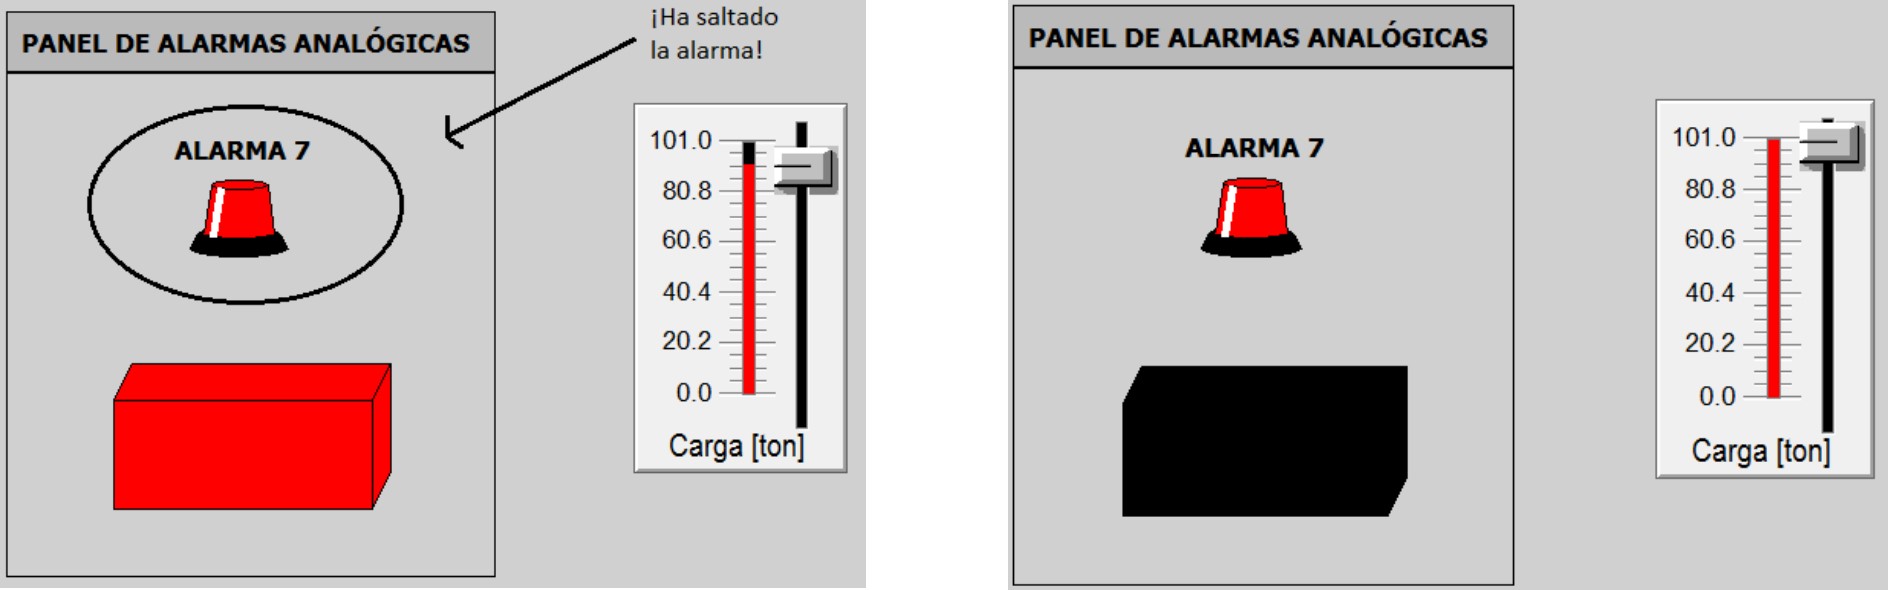 PANEL DE ALARMAS ANALÓGICAS
¡Ha saltado
la alarma!
ALARMA 7
101.0
80.8
60.6
40.4
20.2
0.0
Carga [ton]
PANEL DE ALARMAS ANALÓGICAS
ALARMA 7
101.0
80.8
60.6
40.4
20.2
0.0
Carga [ton]